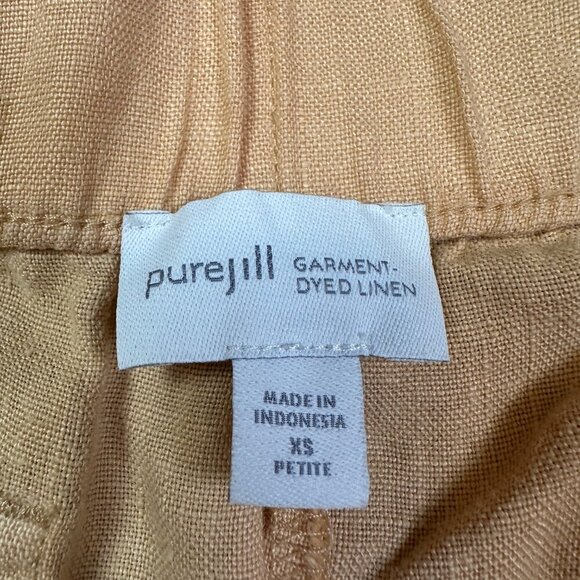 purejill
GARMENT-
DYED LINEN
MADE IN
INDONESIA
XS
PETITE